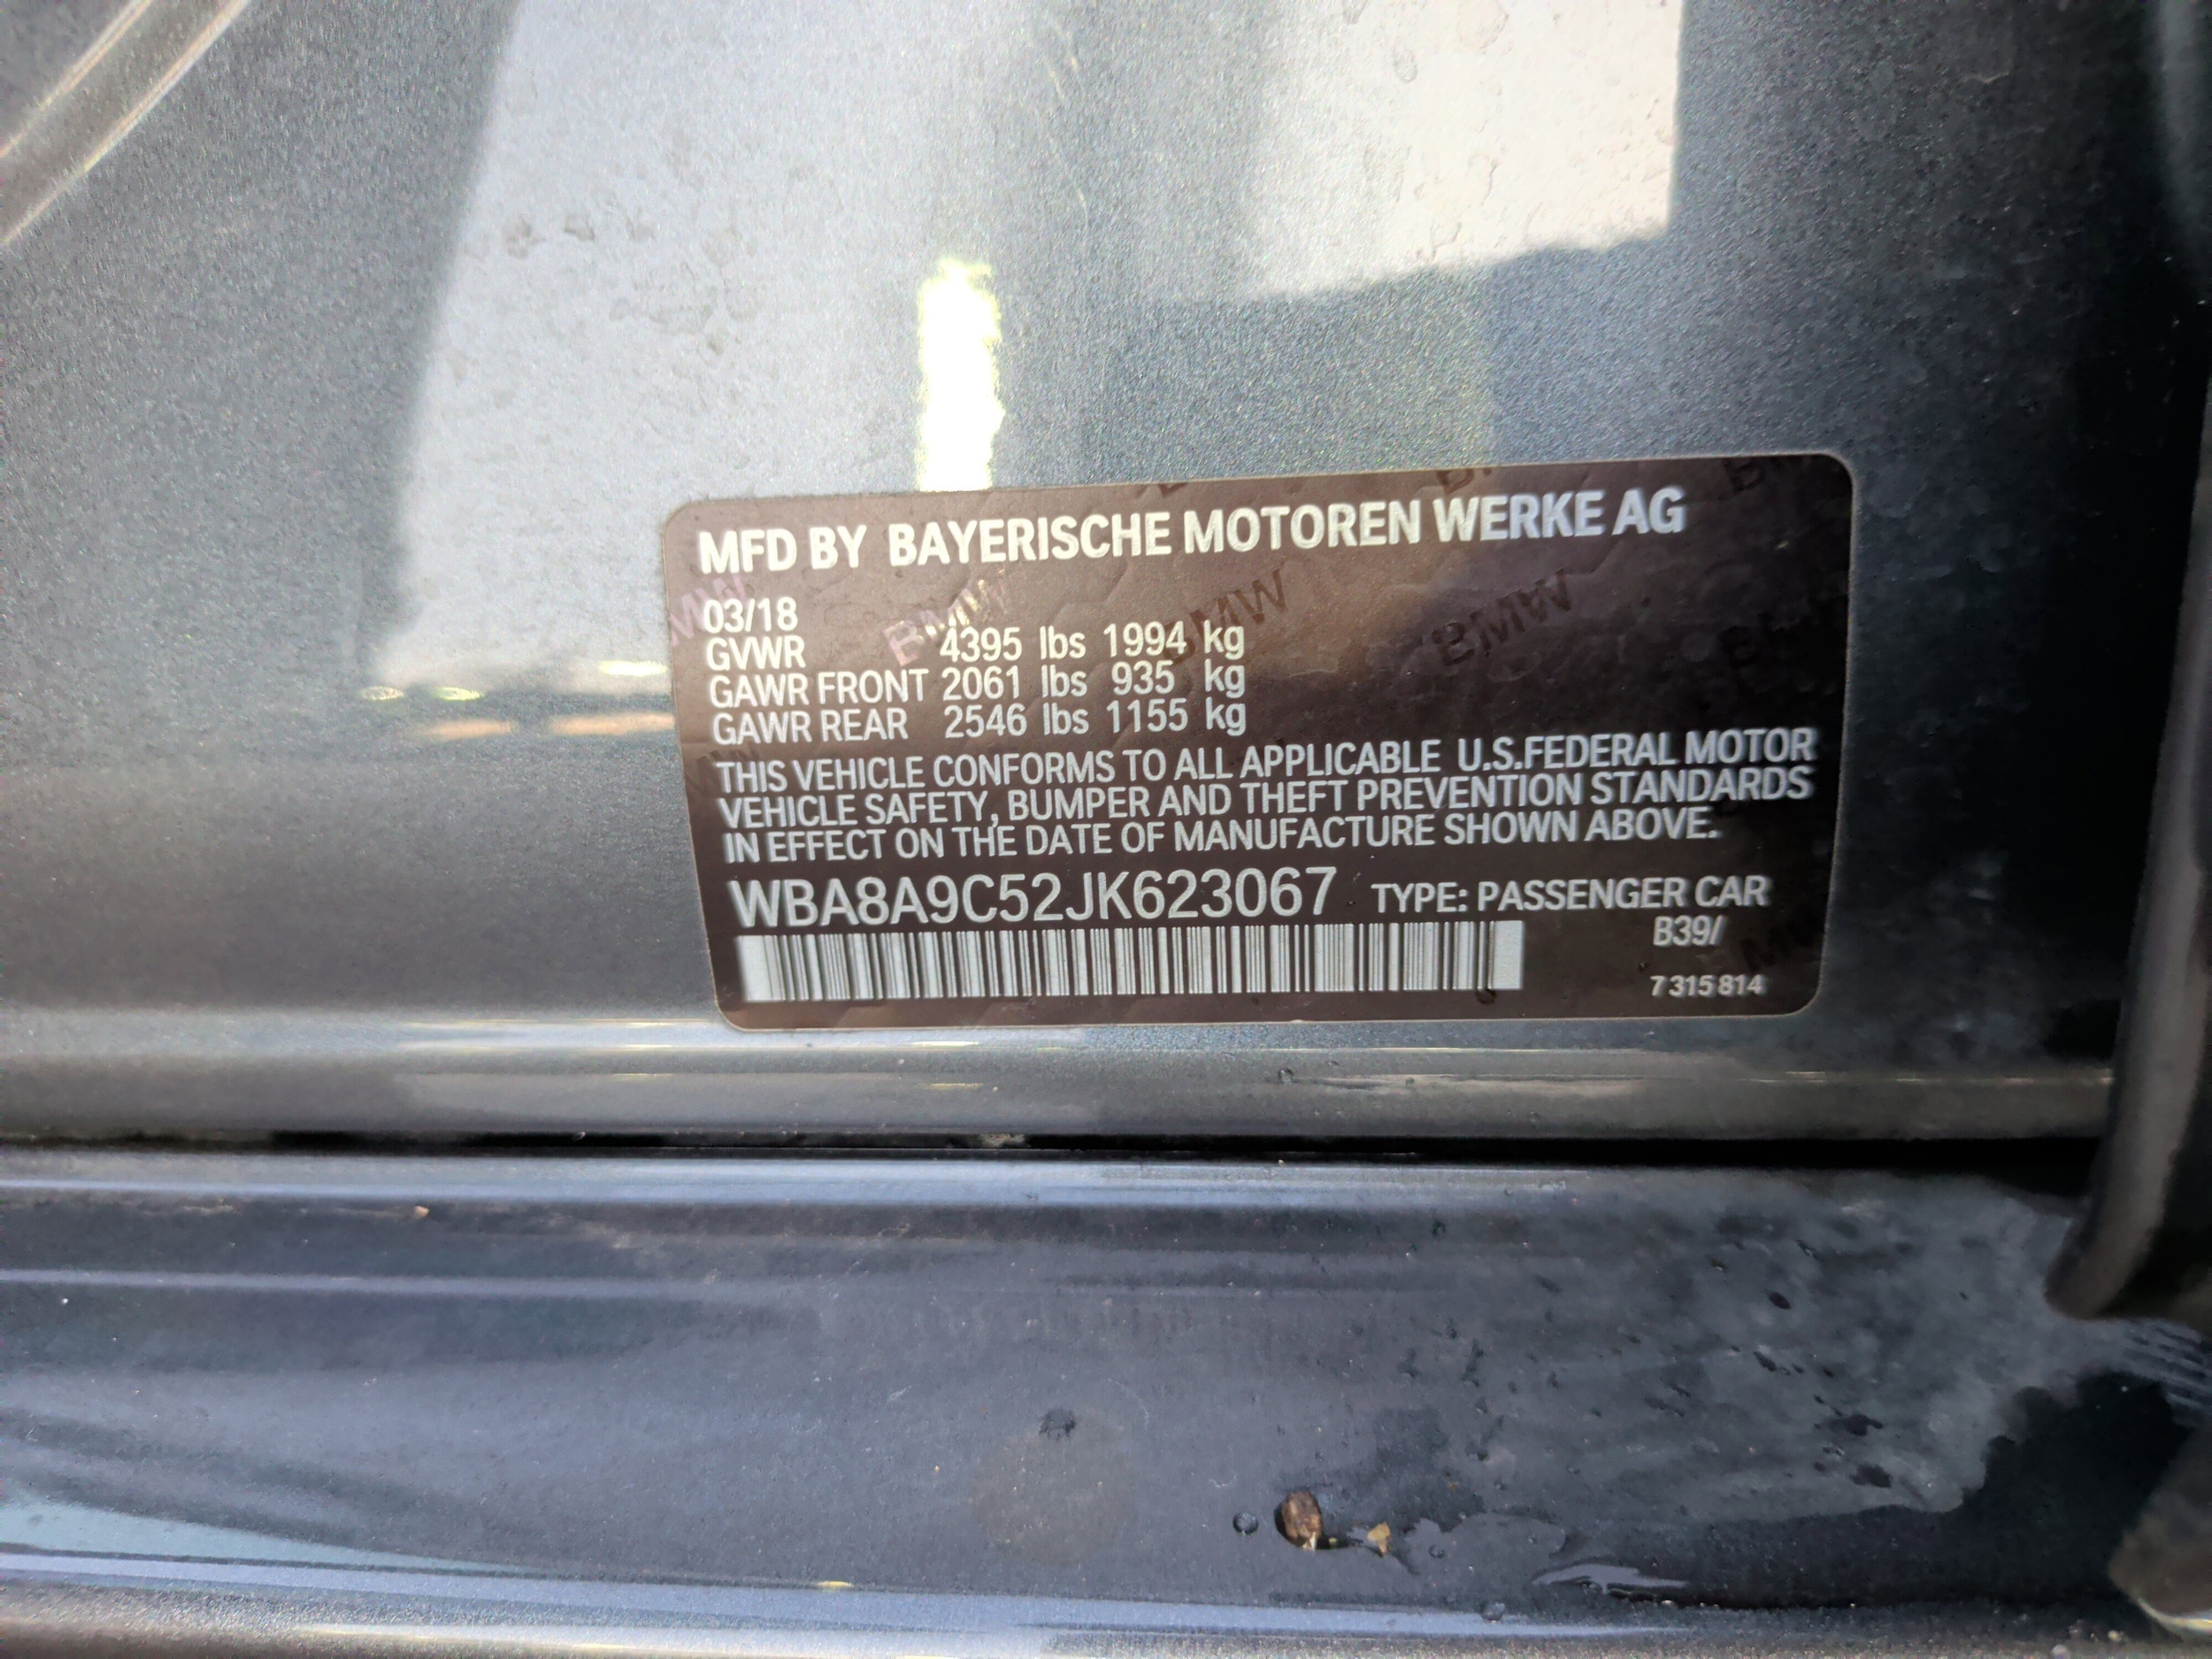 MFD BY BAYERISCHE MOTOREN WERKE AG
03/18
GVWR 4395 lbs 1994 kg
GAWR FRONT 2061 lbs 935 kg
GAWR REAR 2546 lbs 1155 kg
THIS VEHICLE CONFORMS TO ALL APPLICABLE U.S.FEDERAL MOTOR
VEHICLE SAFETY, BUMPER AND THEFT PREVENTION STANDARDS
IN EFFECT ON THE DATE OF MANUFACTURE SHOWN ABOVE.
WBA8A9C52JK623067 TYPE: PASSENGER CAR
B39/
7 315 814
BMW BMW BMW